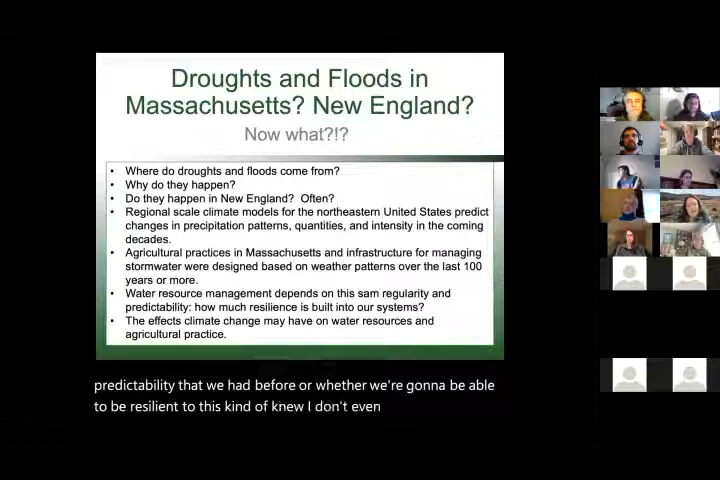 Droughts and Floods in
Massachusetts? New England?
Now what?!?
• Where do droughts and floods come from?
• Why do they happen?
• Do they happen in New England? Often?
• Regional scale climate models for the northeastern United States predict
changes in precipitation patterns, quantities, and intensity in the coming
decades.
• Agricultural practices in Massachusetts and infrastructure for managing
stormwater were designed based on weather patterns over the last 100
years or more.
• Water resource management depends on this sam regularity and
predictability: how much resilience is built into our systems?
• The effects climate change may have on water resources and
agricultural practice.
predictability that we had before or whether we're gonna be able
to be resilient to this kind of knew I don't even